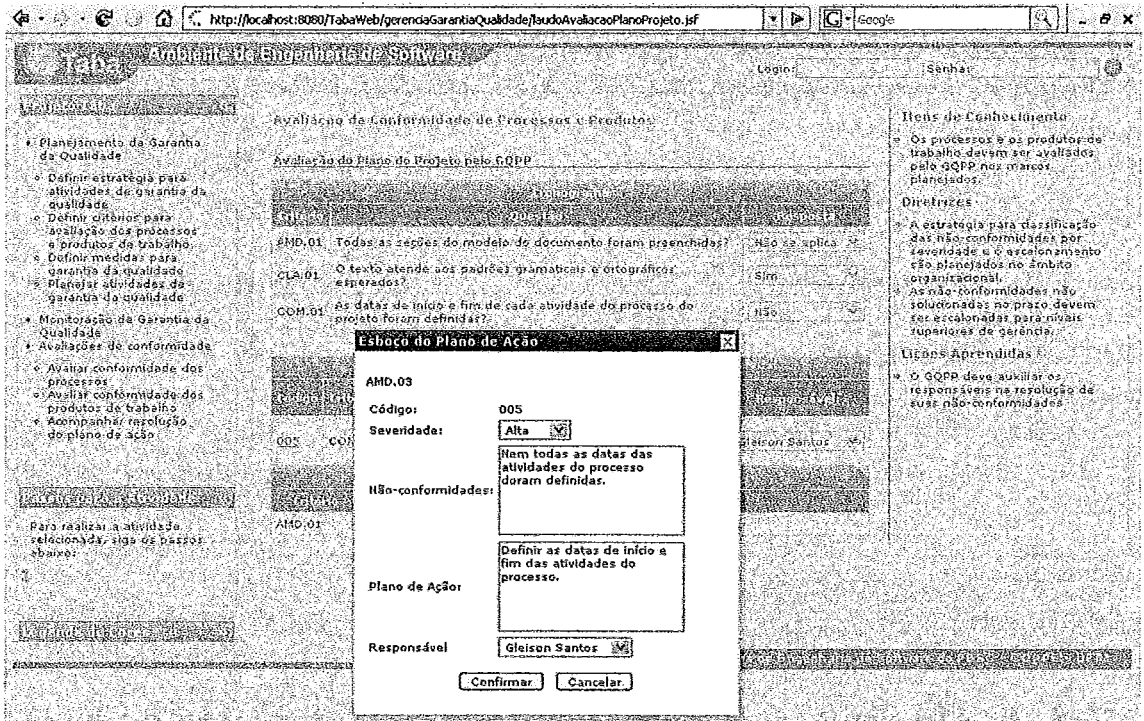 http://localhost:8080/TabaWeb/gerenciaGarantiaQualidade/laudoAvaliacaoPlanoProjeto.jsf
Google
Taba
Ambiente de Engenharia de Software
Login:
Senha:
Avaliação da Conformidade de Processos e Produtos
Avaliação do Plano do Projeto pelo GQPP
Planejamento da Garantia
da Qualidade
Definir estratégia para
atividades de garantia da
qualidade
Definir critérios para
avaliação dos processos
e produtos de trabalho
Definir medidas para
garantia da qualidade
Planejar atividades da
garantia da qualidade
Monitoração da Garantia da
Qualidade
Avaliações de conformidade
Avaliar conformidade dos
processos
Avaliar conformidade dos
produtos de trabalho
Acompanhar resolução
do plano de ação
Para realizar a atividade
selecionada, siga os passos
abaixo:
AMD.01 Todas as seções do modelo de documento foram preenchidas? Não se aplica
CLA.01 O texto atende aos padrões gramaticais e ortográficos
esperados? Sim
COM.01 As datas de início e fim de cada atividade do processo do
projeto foram definidas? Não
005 Gleison Santos
AMD.01
Esboço do Plano de Ação X
AMD.03
Código: 005
Severidade: Alta
Não-conformidades: Nem todas as datas das
atividades do processo
doram definidas.
Plano de Ação: Definir as datas de início e
fim das atividades do
processo.
Responsável Gleison Santos
Confirmar Cancelar
Itens de Conhecimento
Os processos e os produtos de
trabalho devem ser avaliados
pelo GQPP nos marcos
planejados.
Diretrizes
A estratégia para classificação
das não-conformidades por
severidade e o escalonamento
são planejados no âmbito
organizacional.
As não-conformidades não
solucionadas no prazo devem
ser escalonadas para níveis
superiores de gerência.
Lições Aprendidas
O GQPP deve auxiliar os
responsáveis na resolução de
suas não-conformidades